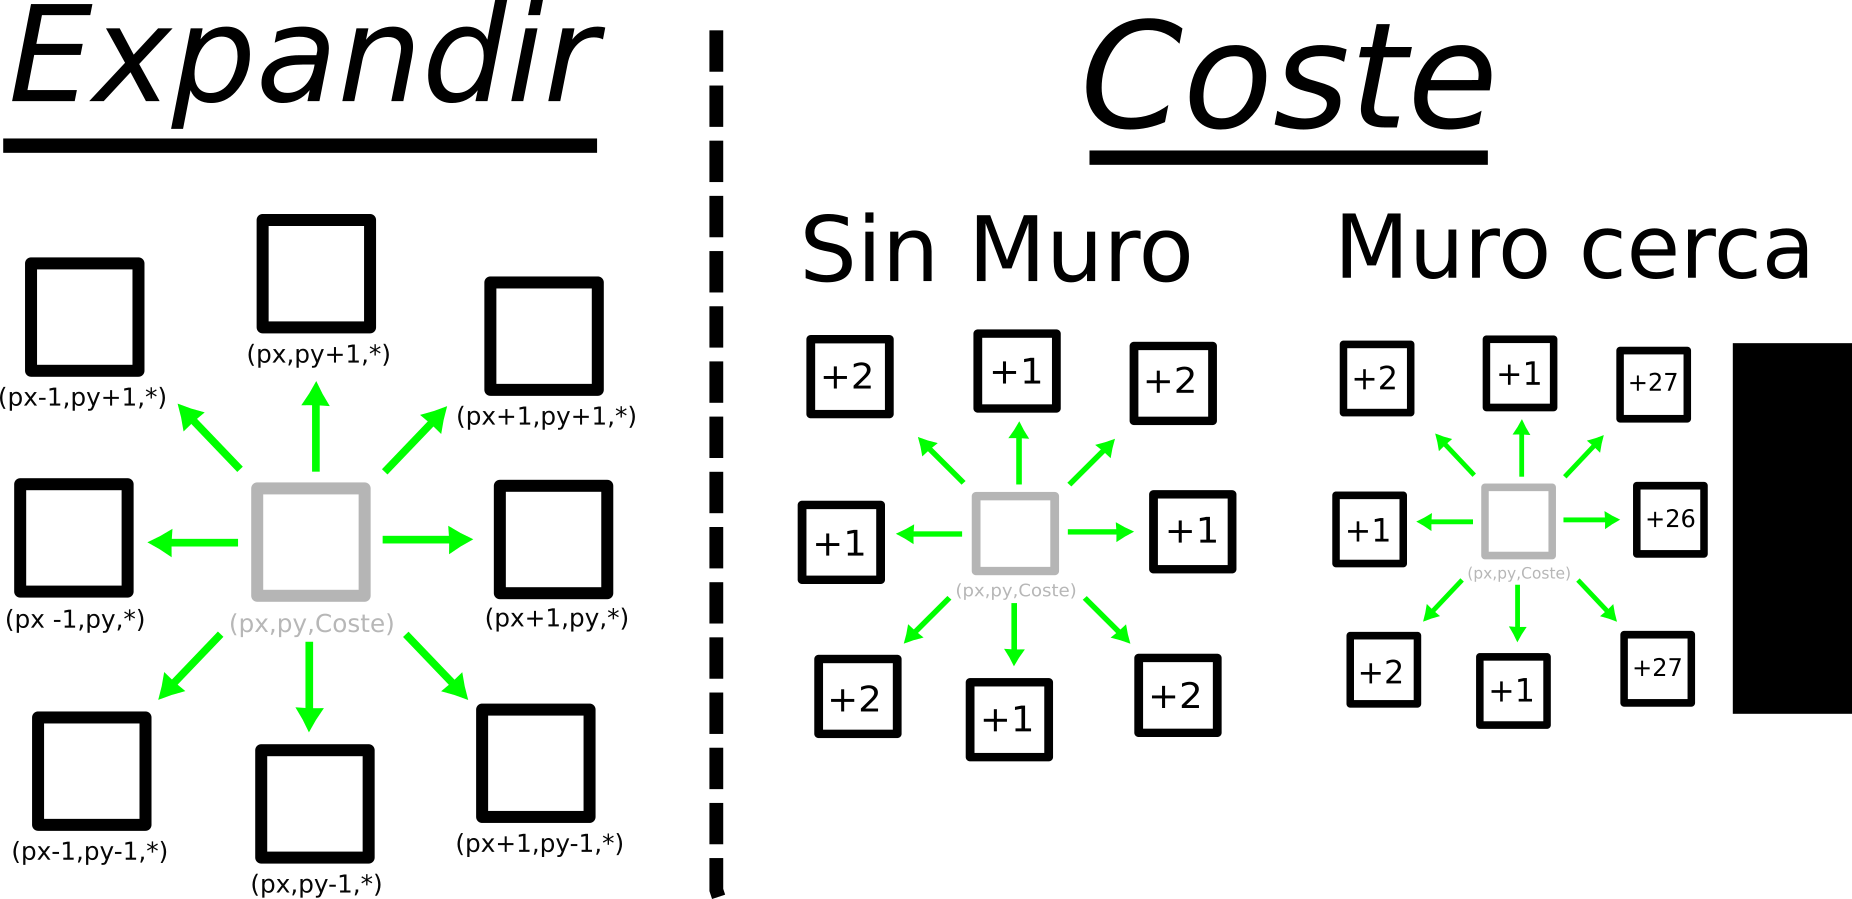 Expandir
(px,py+1,*)
(px-1,py+1,*)
(px+1,py+1,*)
(px -1,py,*)
(px,py,Coste)
(px+1,py,*)
(px-1,py-1,*)
(px,py-1,*)
(px+1,py-1,*)
Coste
Sin Muro
+2
+1
+2
+1
+1
(px,py,Coste)
+2
+1
+2
Muro cerca
+2
+1
+27
+1
+26
(px,py,Coste)
+2
+1
+27